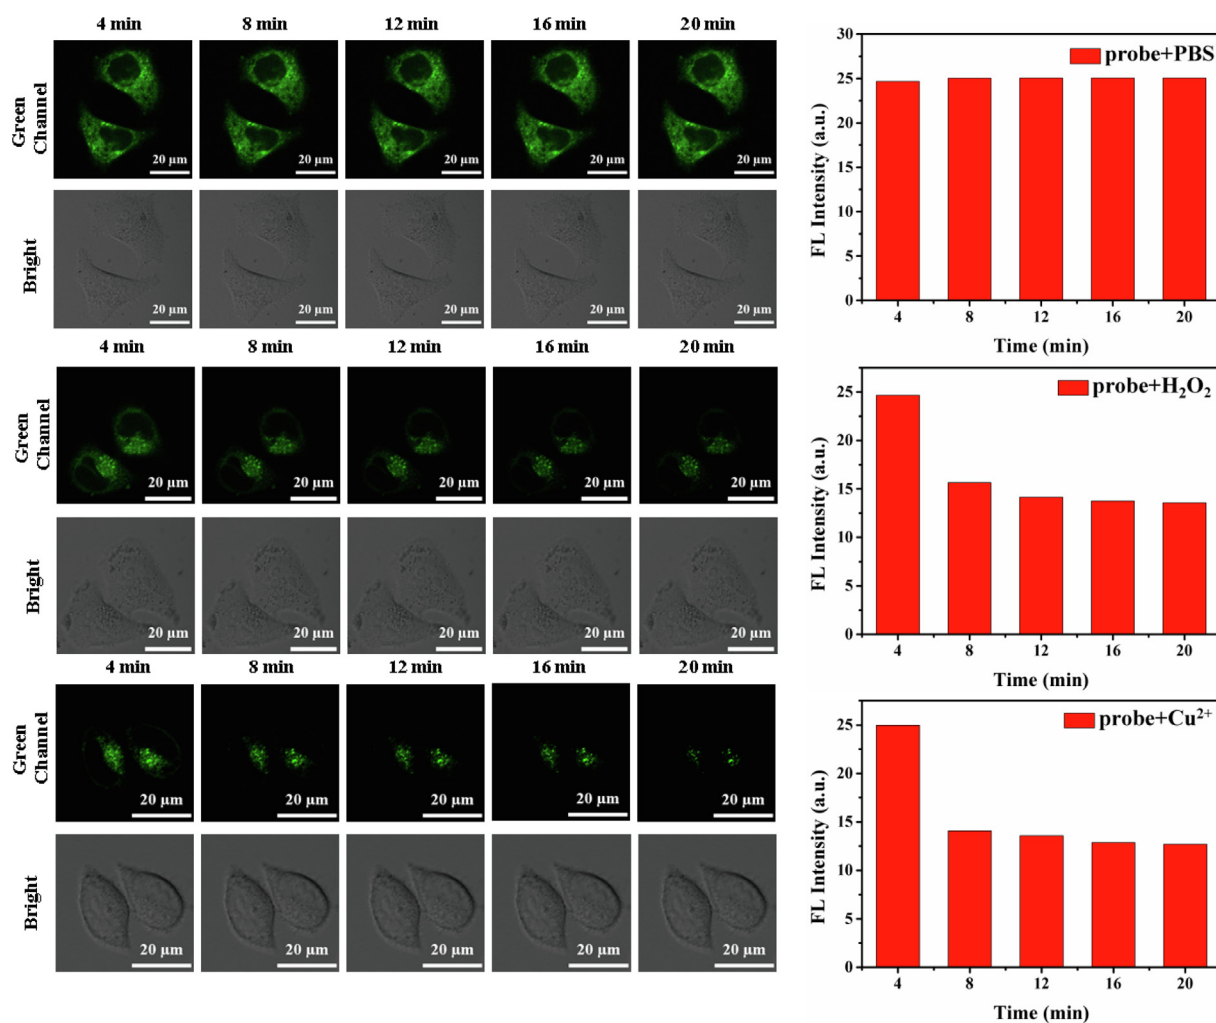 4 min 8 min 12 min 16 min 20 min
Green Channel
20 µm 20 µm 20 µm 20 µm 20 µm
Bright
20 µm 20 µm 20 µm 20 µm 20 µm
4 min 8 min 12 min 16 min 20 min
Green Channel
20 µm 20 µm 20 µm 20 µm 20 µm
Bright
20 µm 20 µm 20 µm 20 µm 20 µm
4 min 8 min 12 min 16 min 20 min
Green Channel
20 µm 20 µm 20 µm 20 µm 20 µm
Bright
20 µm 20 µm 20 µm 20 µm 20 µm
probe+PBS
FL Intensity (a.u.)
30
25
20
15
10
5
0
4 8 12 16 20
Time (min)
probe+H₂O₂
FL Intensity (a.u.)
25
20
15
10
5
0
4 8 12 16 20
Time (min)
probe+Cu²⁺
FL Intensity (a.u.)
25
20
15
10
5
0
4 8 12 16 20
Time (min)